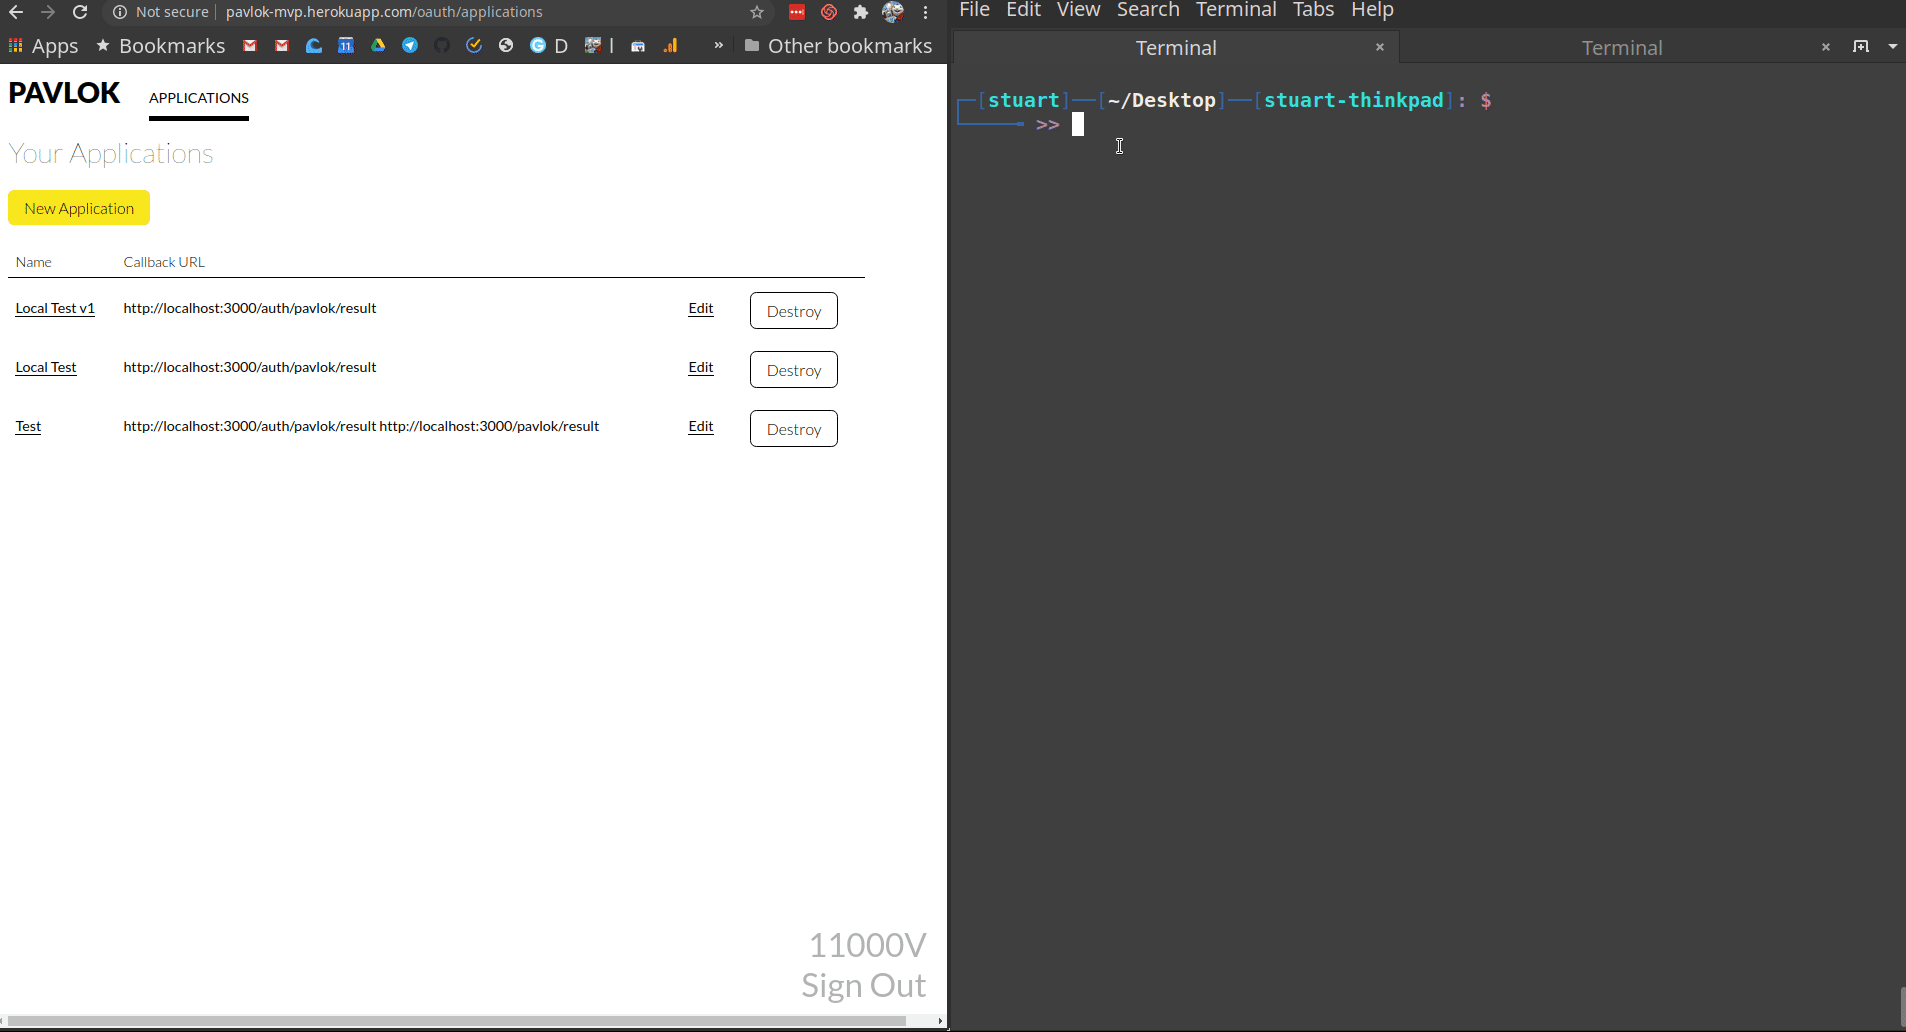 Not secure pavlok-mvp.herokuapp.com/oauth/applications
Apps Bookmarks 11 G D I » Other bookmarks
PAVLOK APPLICATIONS
Your Applications
New Application
Name Callback URL
Local Test v1 http://localhost:3000/auth/pavlok/result Edit Destroy
Local Test http://localhost:3000/auth/pavlok/result Edit Destroy
Test http://localhost:3000/auth/pavlok/result http://localhost:3000/pavlok/result Edit Destroy
11000V
Sign Out
File Edit View Search Terminal Tabs Help
Terminal × Terminal ×
[stuart]—[~/Desktop]—[stuart-thinkpad]: $
>>